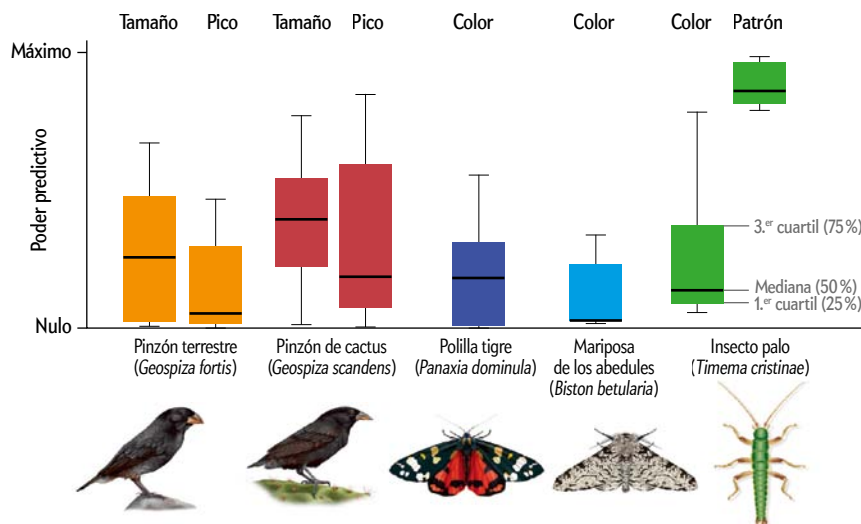 Tamaño Pico Tamaño Pico Color Color Color Patrón
Máximo
Poder predictivo
3.er cuartil (75 %)
Mediana (50 %)
1.er cuartil (25 %)
Nulo
Pinzón terrestre
(Geospiza fortis)
Pinzón de cactus
(Geospiza scandens)
Polilla tigre
(Panaxia dominula)
Mariposa
de los abedules
(Biston betularia)
Insecto palo
(Timema cristinae)